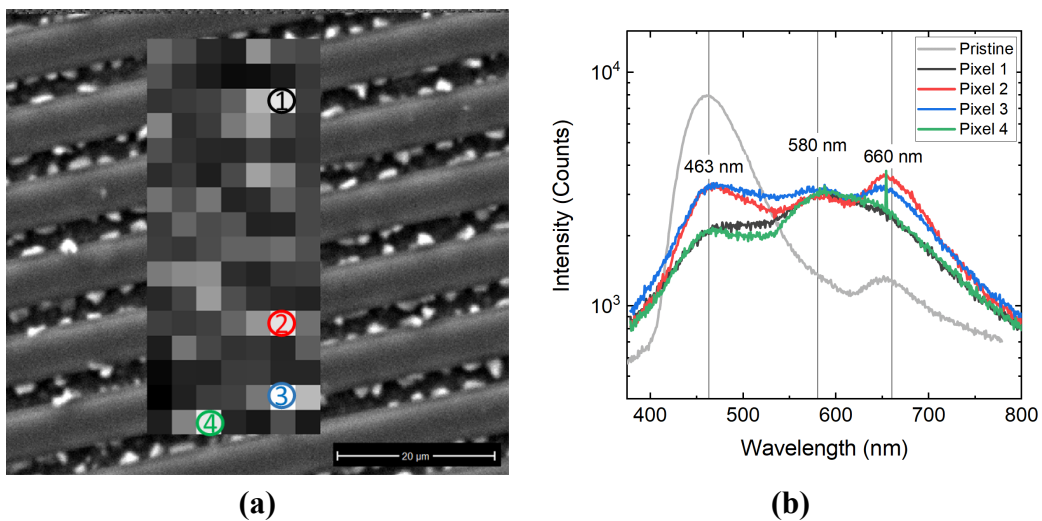 1
2
3
4
20 µm
(a)
Intensity (Counts)
10⁴
10³
463 nm
580 nm
660 nm
Pristine
Pixel 1
Pixel 2
Pixel 3
Pixel 4
400 500 600 700 800
Wavelength (nm)
(b)